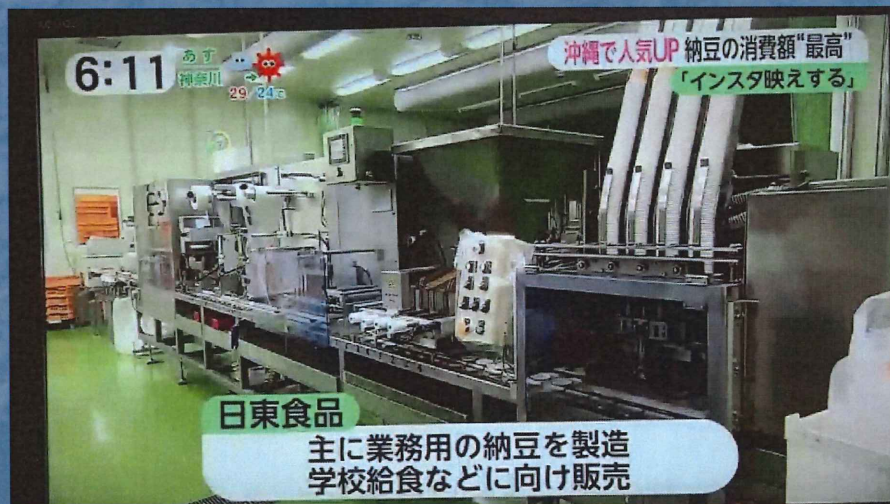 6:11
あす
神奈川
29/24℃
沖縄で人気UP 納豆の消費額"最高"
「インスタ映えする」
日東食品
主に業務用の納豆を製造
学校給食などに向け販売